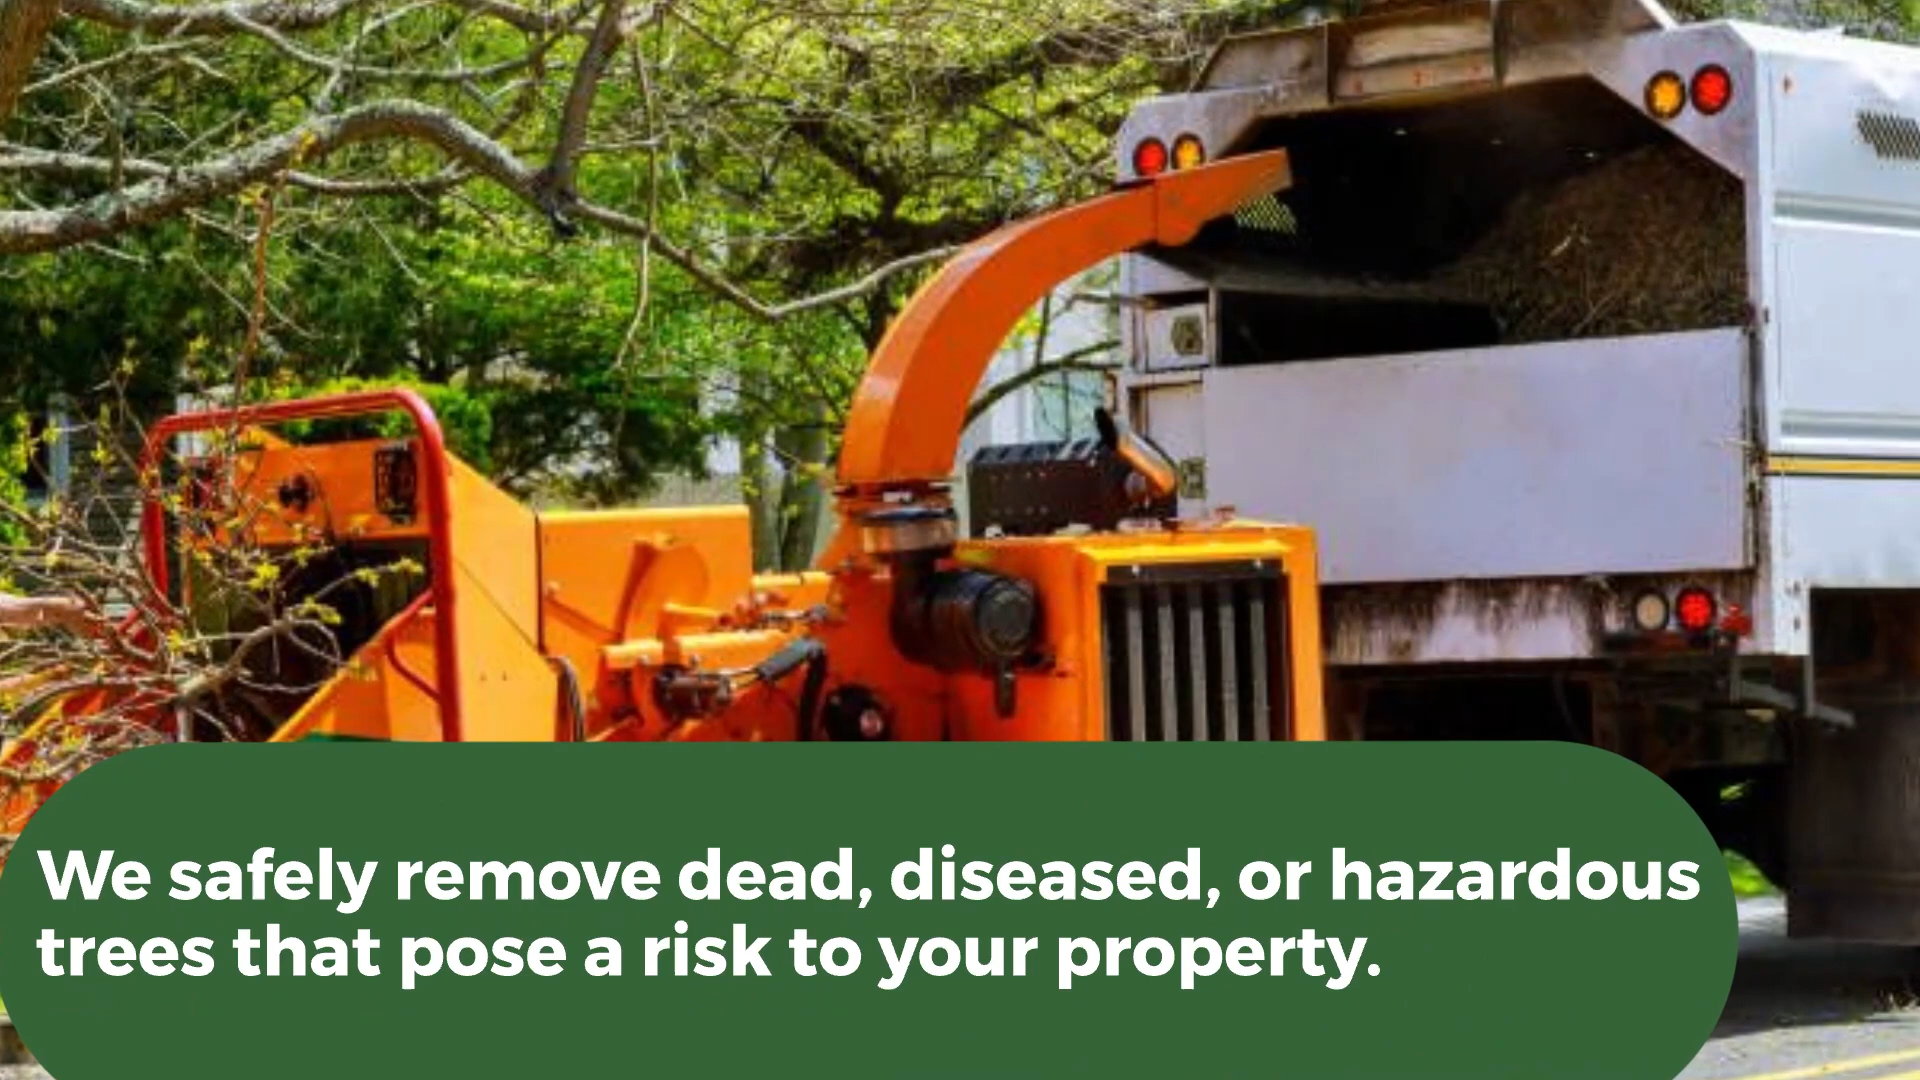 We safely remove dead, diseased, or hazardous
trees that pose a risk to your property.